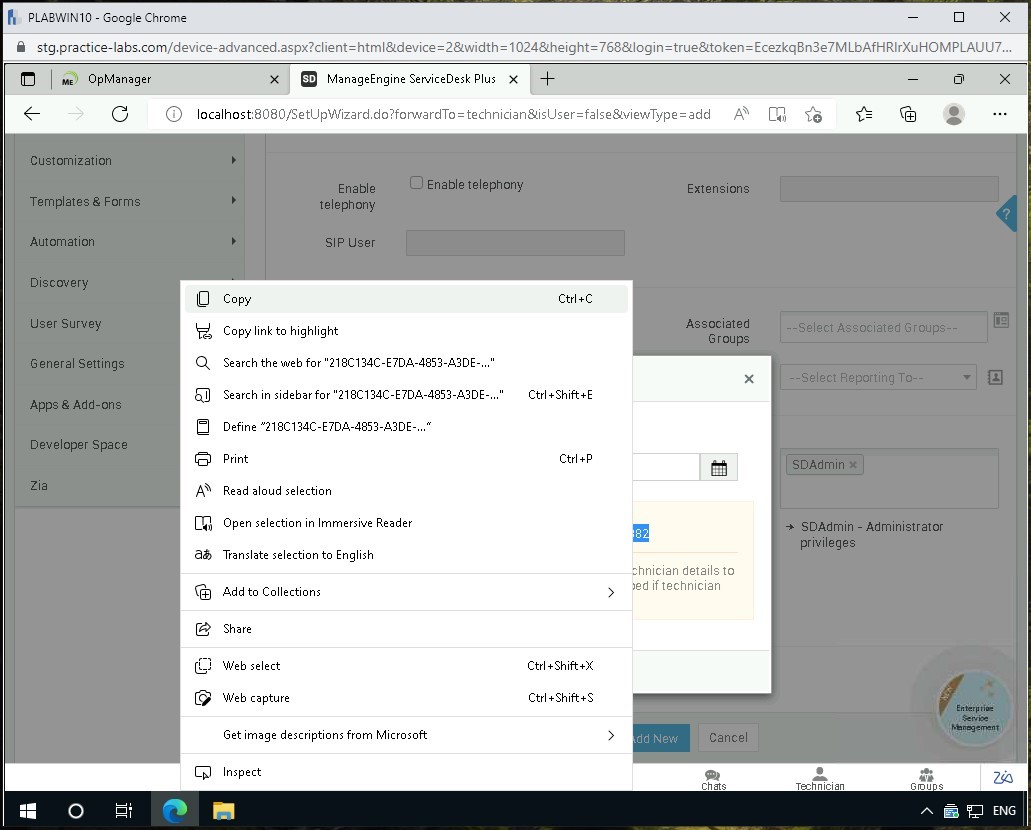 PLABWIN10 - Google Chrome
stg.practice-labs.com/device-advanced.aspx?client=html&device=2&width=1024&height=768&login=true&token=EcezkqBn3e7MLbAfHRIrXuHOMPLAUU7...
ME OpManager
SD ManageEngine ServiceDesk Plus
localhost:8080/SetUpWizard.do?forwardTo=technician&isUser=false&viewType=add
Customization
Templates & Forms
Automation
Discovery
User Survey
General Settings
Apps & Add-ons
Developer Space
Zia
Enable telephony
Enable telephony
Extensions
SIP User
?
Associated Groups
--Select Associated Groups--
--Select Reporting To--
SDAdmin
SDAdmin - Administrator
privileges
382
chnician details to
ped if technician
Copy Ctrl+C
Copy link to highlight
Search the web for "218C134C-E7DA-4853-A3DE-..."
Search in sidebar for "218C134C-E7DA-4853-A3DE-..." Ctrl+Shift+E
Define "218C134C-E7DA-4853-A3DE-..."
Print Ctrl+P
Read aloud selection
Open selection in Immersive Reader
Translate selection to English
Add to Collections
Share
Web select Ctrl+Shift+X
Web capture Ctrl+Shift+S
Get image descriptions from Microsoft
Inspect
NEW
Enterprise
Service
Management
Add New Cancel
Chats Technician Groups Zia
ENG